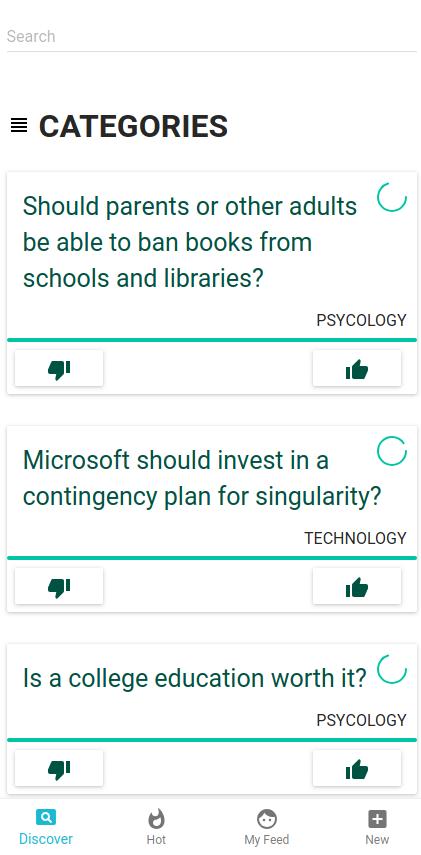 Search
CATEGORIES
Should parents or other adults
be able to ban books from
schools and libraries?
PSYCOLOGY
Microsoft should invest in a
contingency plan for singularity?
TECHNOLOGY
Is a college education worth it?
PSYCOLOGY
Discover
Hot
My Feed
New